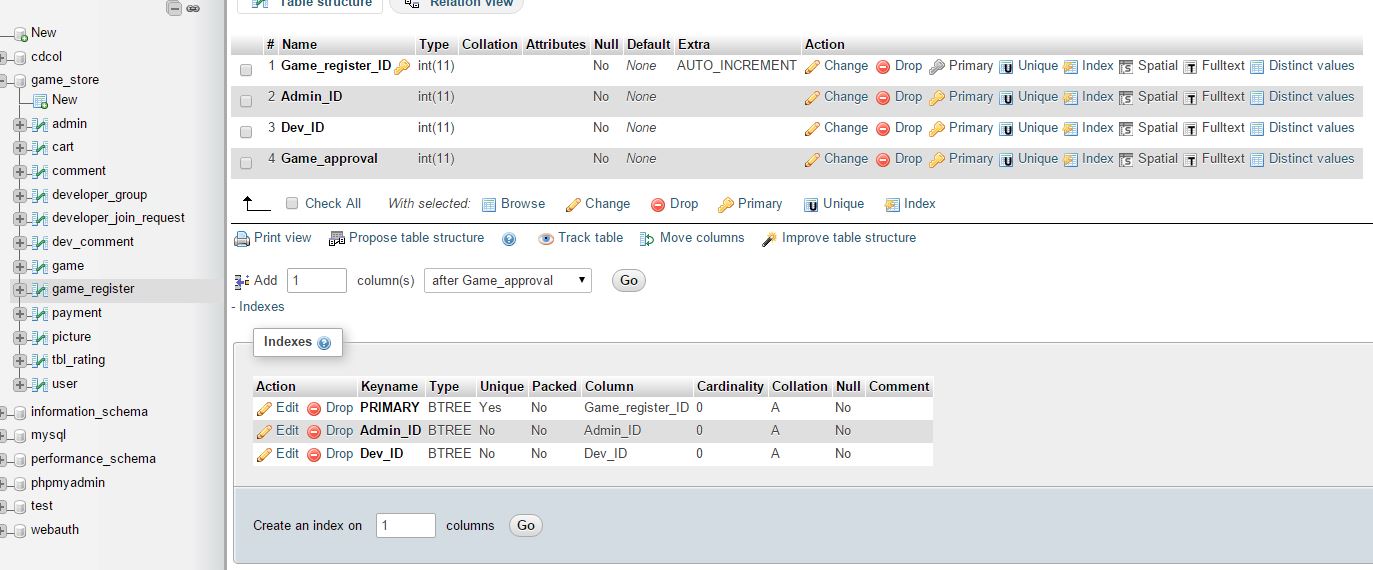 Table structure Relation view
New
cdcol
game_store
New
admin
cart
comment
developer_group
developer_join_request
dev_comment
game
game_register
payment
picture
tbl_rating
user
information_schema
mysql
performance_schema
phpmyadmin
test
webauth
# Name Type Collation Attributes Null Default Extra Action
1 Game_register_ID int(11) No None AUTO_INCREMENT Change Drop Primary Unique Index Spatial Fulltext Distinct values
2 Admin_ID int(11) No None Change Drop Primary Unique Index Spatial Fulltext Distinct values
3 Dev_ID int(11) No None Change Drop Primary Unique Index Spatial Fulltext Distinct values
4 Game_approval int(11) No None Change Drop Primary Unique Index Spatial Fulltext Distinct values
Check All With selected: Browse Change Drop Primary Unique Index
Print view Propose table structure Track table Move columns Improve table structure
Add 1 column(s) after Game_approval Go
- Indexes
Indexes
Action Keyname Type Unique Packed Column Cardinality Collation Null Comment
Edit Drop PRIMARY BTREE Yes No Game_register_ID 0 A No
Edit Drop Admin_ID BTREE No No Admin_ID 0 A No
Edit Drop Dev_ID BTREE No No Dev_ID 0 A No
Create an index on 1 columns Go